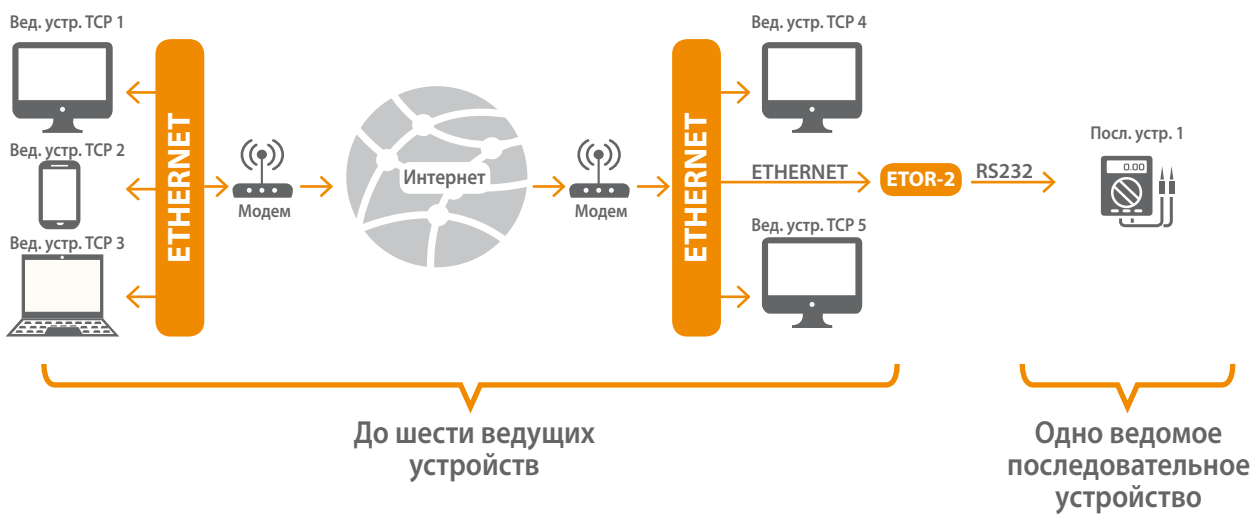 Вед. устр. TCP 1
Вед. устр. TCP 2
Вед. устр. TCP 3
ETHERNET
Модем
Интернет
Модем
ETHERNET
Вед. устр. TCP 4
ETHERNET
ETOR-2
RS232
Вед. устр. TCP 5
Посл. устр. 1
0.00
До шести ведущих
устройств
Одно ведомое
последовательное
устройство